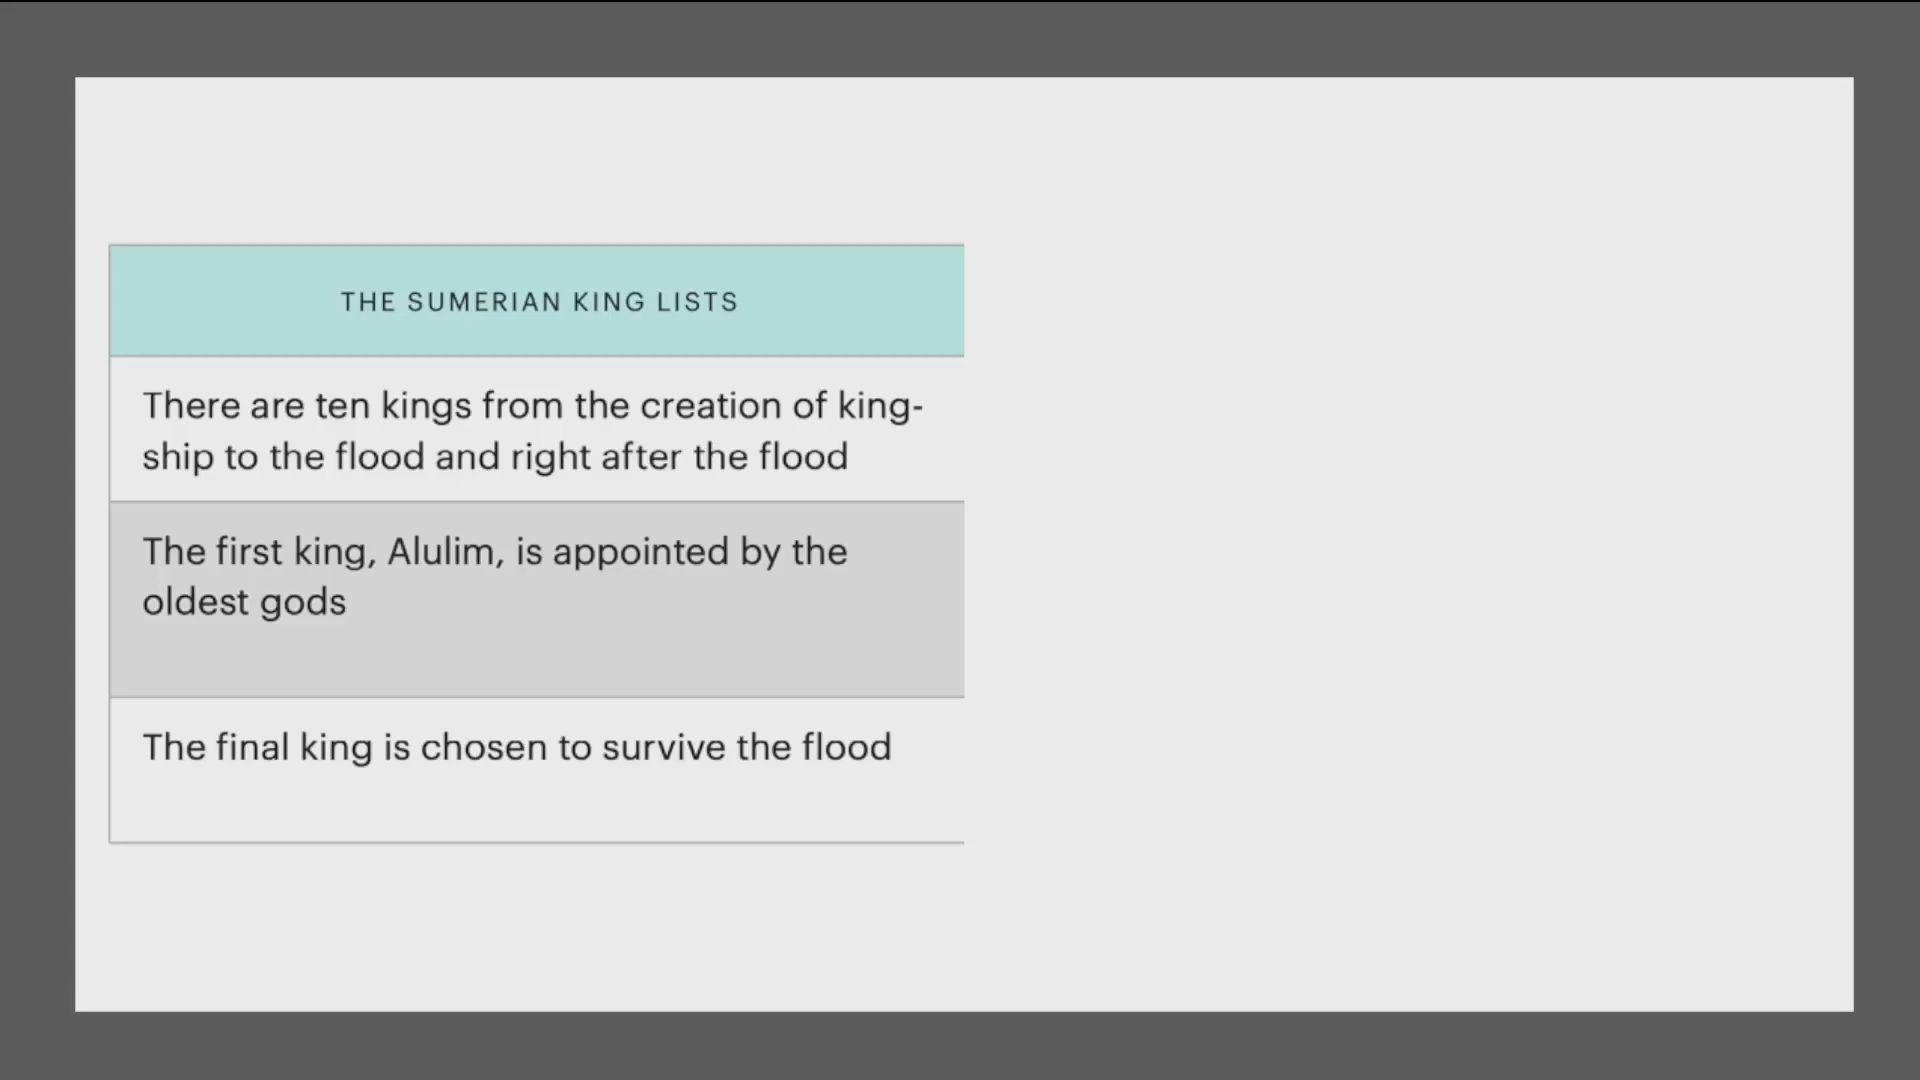 THE SUMERIAN KING LISTS
There are ten kings from the creation of king-
ship to the flood and right after the flood
The first king, Alulim, is appointed by the
oldest gods
The final king is chosen to survive the flood